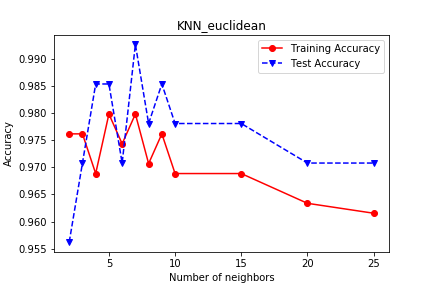 KNN_euclidean
Training Accuracy
Test Accuracy
Accuracy
0.990
0.985
0.980
0.975
0.970
0.965
0.960
0.955
5
10
15
20
25
Number of neighbors